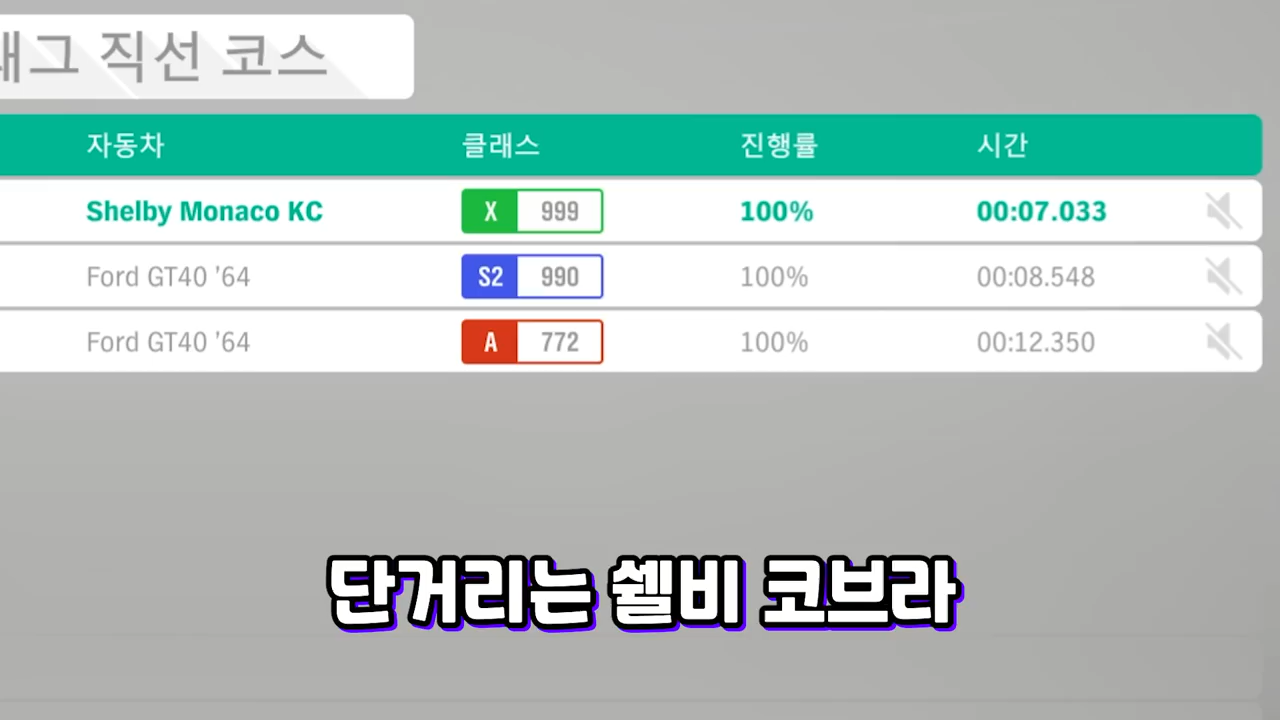 직선 코스
자동차 클래스 진행률 시간
Shelby Monaco KC X 999 100% 00:07.033
Ford GT40 '64 S2 990 100% 00:08.548
Ford GT40 '64 A 772 100% 00:12.350
단거리는 쉘비 코브라